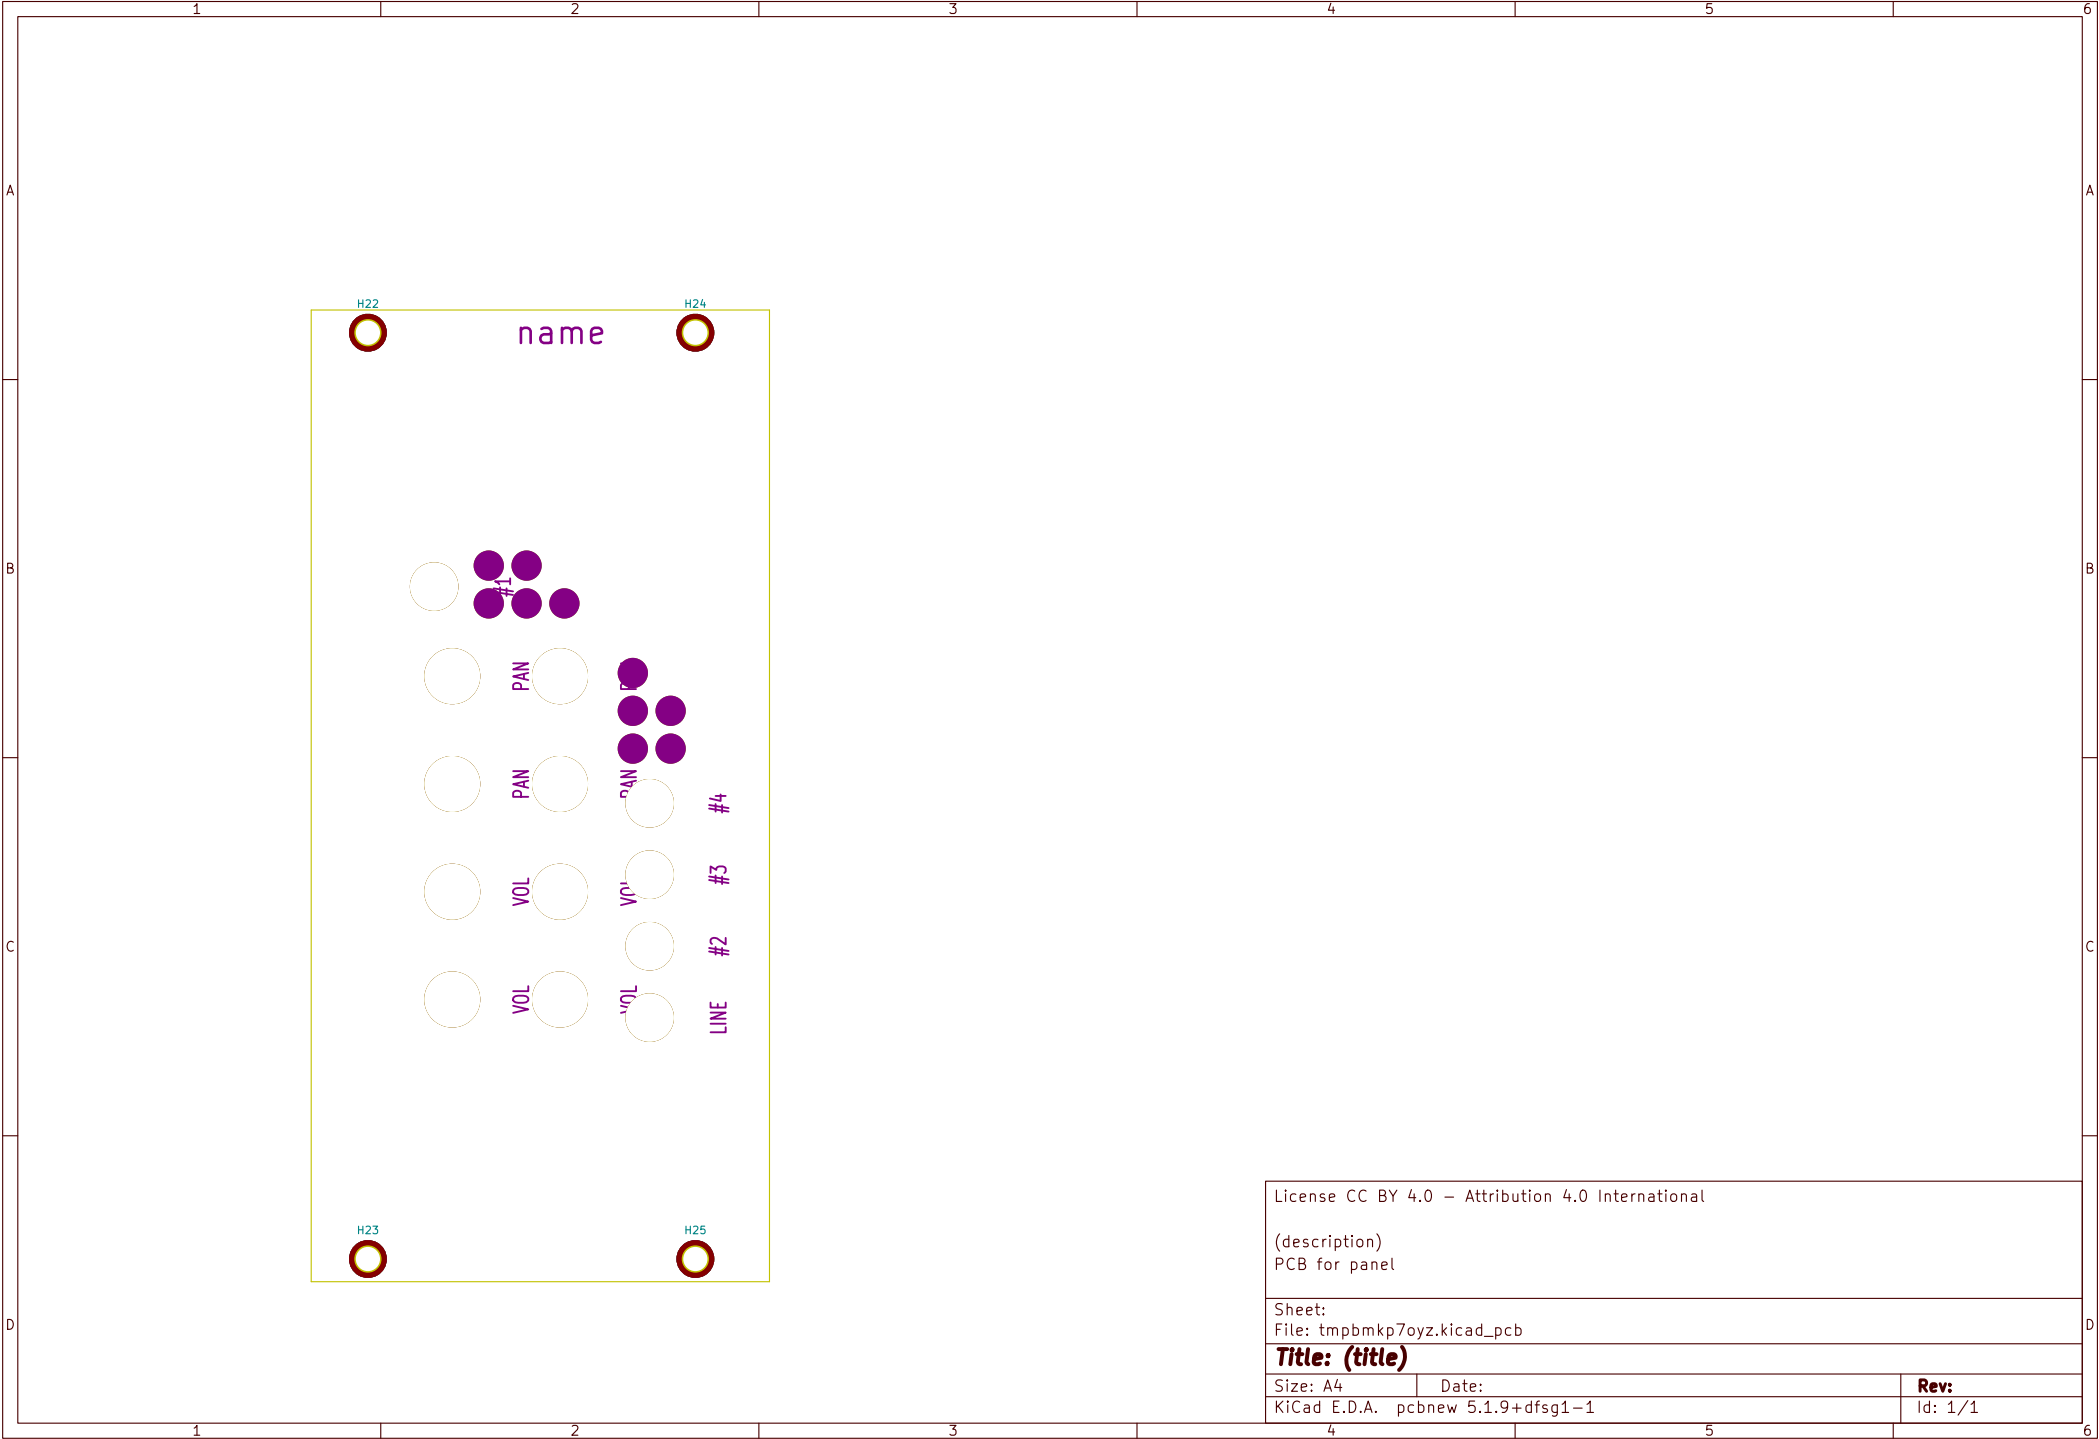 1 2 3 4 5 6
A A
H22 H24
name
B B
#1
PAN
PAN PAN
#4
VOL VOL
#3
C C
#2
VOL VOL
LINE
License CC BY 4.0 – Attribution 4.0 International
H23 H25
(description)
PCB for panel
Sheet:
D D
File: tmpbmkp7oyz.kicad_pcb
Title: (title)
Size: A4 Date: Rev:
KiCad E.D.A. pcbnew 5.1.9+dfsg1-1 Id: 1/1
1 2 3 4 5 6